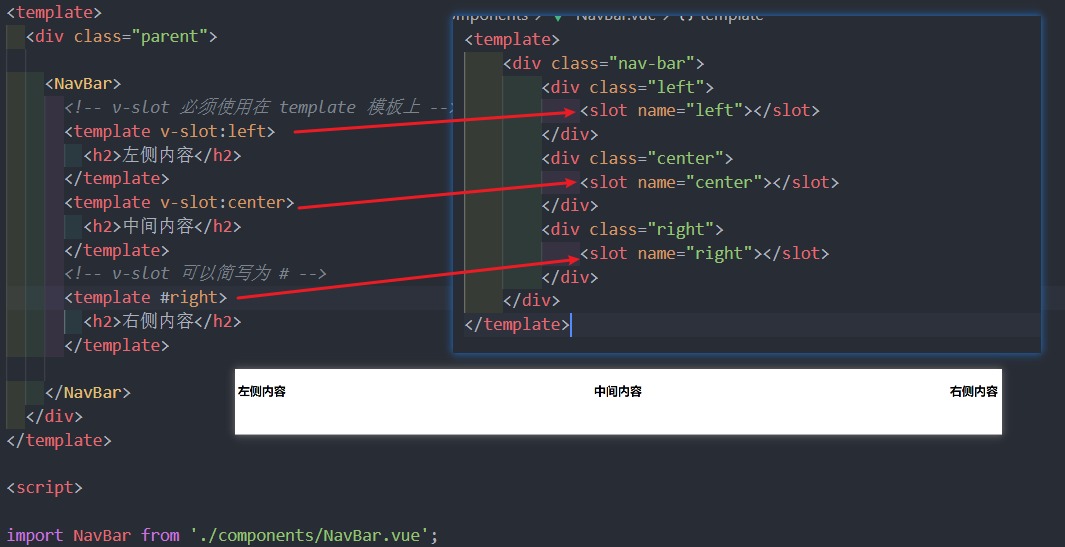 <template>
<div class="parent">
<NavBar>
<!-- v-slot 必须使用在 template 模板上 --
<template v-slot:left>
<h2>左侧内容</h2>
</template>
<template v-slot:center>
<h2>中间内容</h2>
</template>
<!-- v-slot 可以简写为 # -->
<template #right>
<h2>右侧内容</h2>
</template>
</NavBar>
</div>
</template>
<script>
import NavBar from './components/NavBar.vue';
omponents > NavBar.vue > {} template
<template>
<div class="nav-bar">
<div class="left">
<slot name="left"></slot>
</div>
<div class="center">
<slot name="center"></slot>
</div>
<div class="right">
<slot name="right"></slot>
</div>
</div>
</template>
左侧内容 中间内容 右侧内容